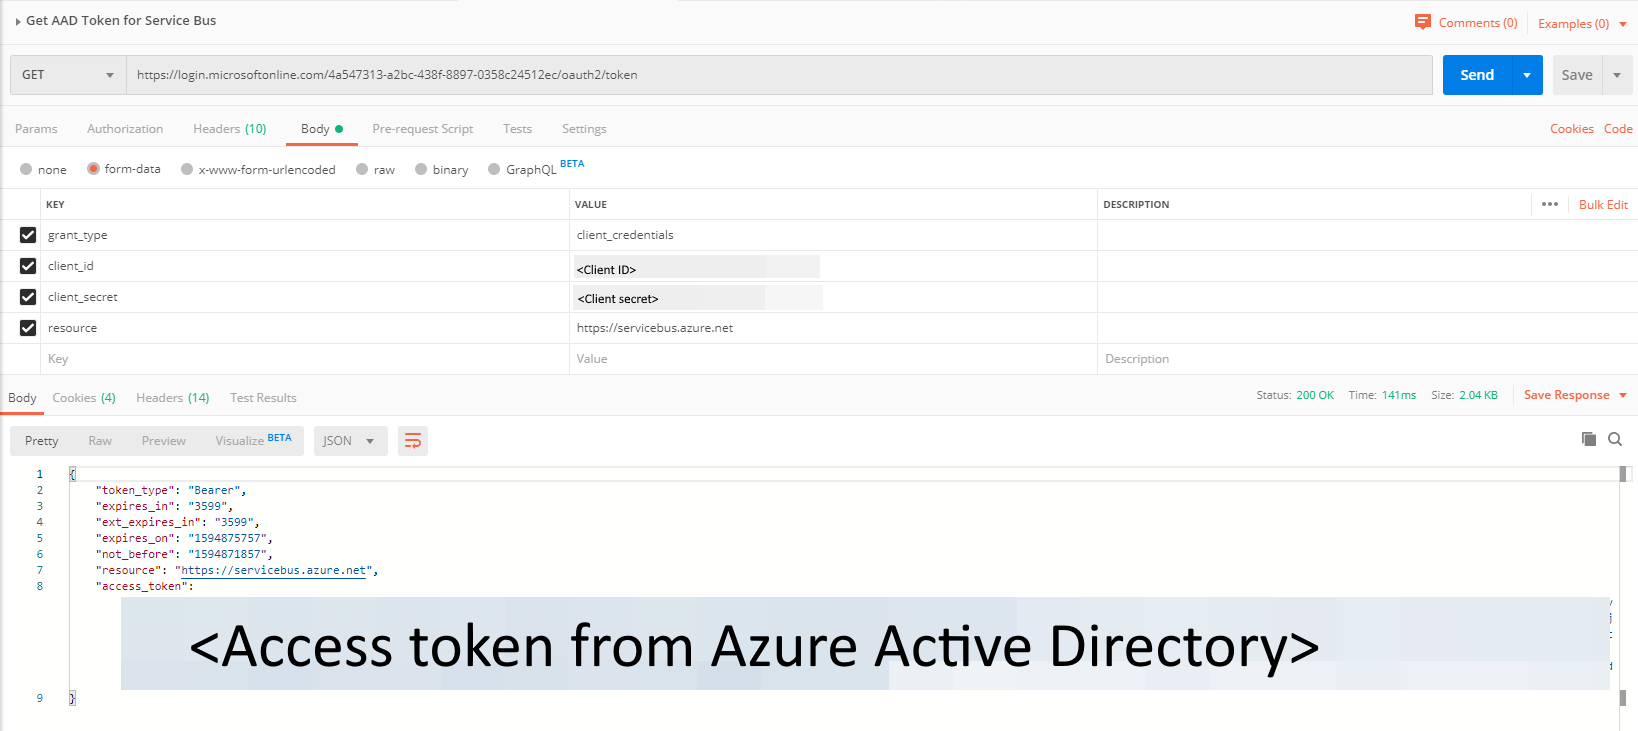 Get AAD Token for Service Bus
Comments (0) Examples (0)
GET https://login.microsoftonline.com/4a547313-a2bc-438f-8897-0358c24512ec/oauth2/token Send Save
Params Authorization Headers (10) Body Pre-request Script Tests Settings Cookies Code
none form-data x-www-form-urlencoded raw binary GraphQL BETA
KEY VALUE DESCRIPTION ••• Bulk Edit
grant_type client_credentials
client_id <Client ID>
client_secret <Client secret>
resource https://servicebus.azure.net
Key Value Description
Body Cookies (4) Headers (14) Test Results Status: 200 OK Time: 141ms Size: 2.04 KB Save Response
Pretty Raw Preview Visualize BETA JSON
1 {
2 "token_type": "Bearer",
3 "expires_in": "3599",
4 "ext_expires_in": "3599",
5 "expires_on": "1594875757",
6 "not_before": "1594871857",
7 "resource": "https://servicebus.azure.net",
8 "access_token":
<Access token from Azure Active Directory>
9 }